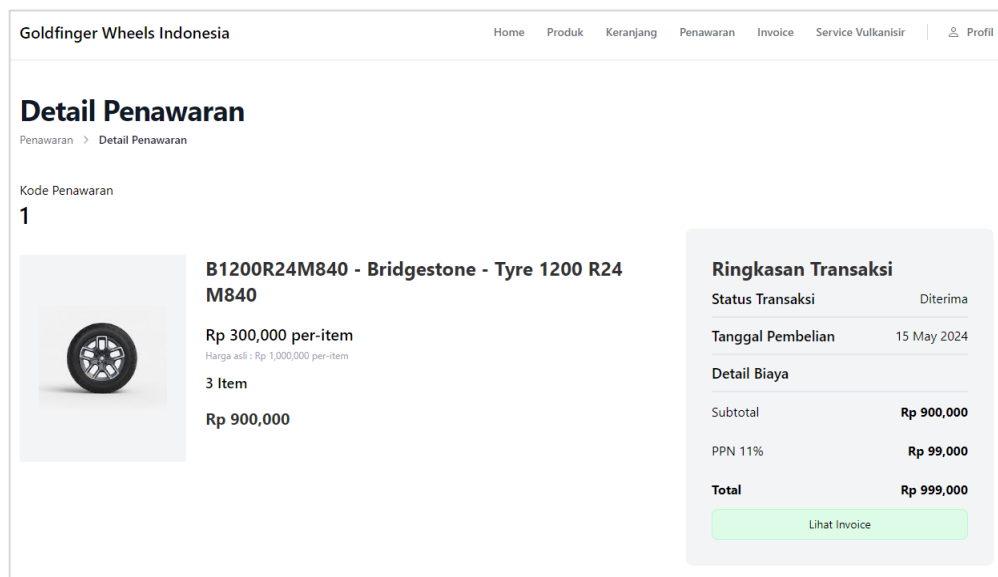 Goldfinger Wheels Indonesia
Home Produk Keranjang Penawaran Invoice Service Vulkanisir Profil
Detail Penawaran
Penawaran > Detail Penawaran
Kode Penawaran
1
B1200R24M840 - Bridgestone - Tyre 1200 R24
M840
Rp 300,000 per-item
Harga asli : Rp 1,000,000 per-item
3 Item
Rp 900,000
Ringkasan Transaksi
Status Transaksi Diterima
Tanggal Pembelian 15 May 2024
Detail Biaya
Subtotal Rp 900,000
PPN 11% Rp 99,000
Total Rp 999,000
Lihat Invoice